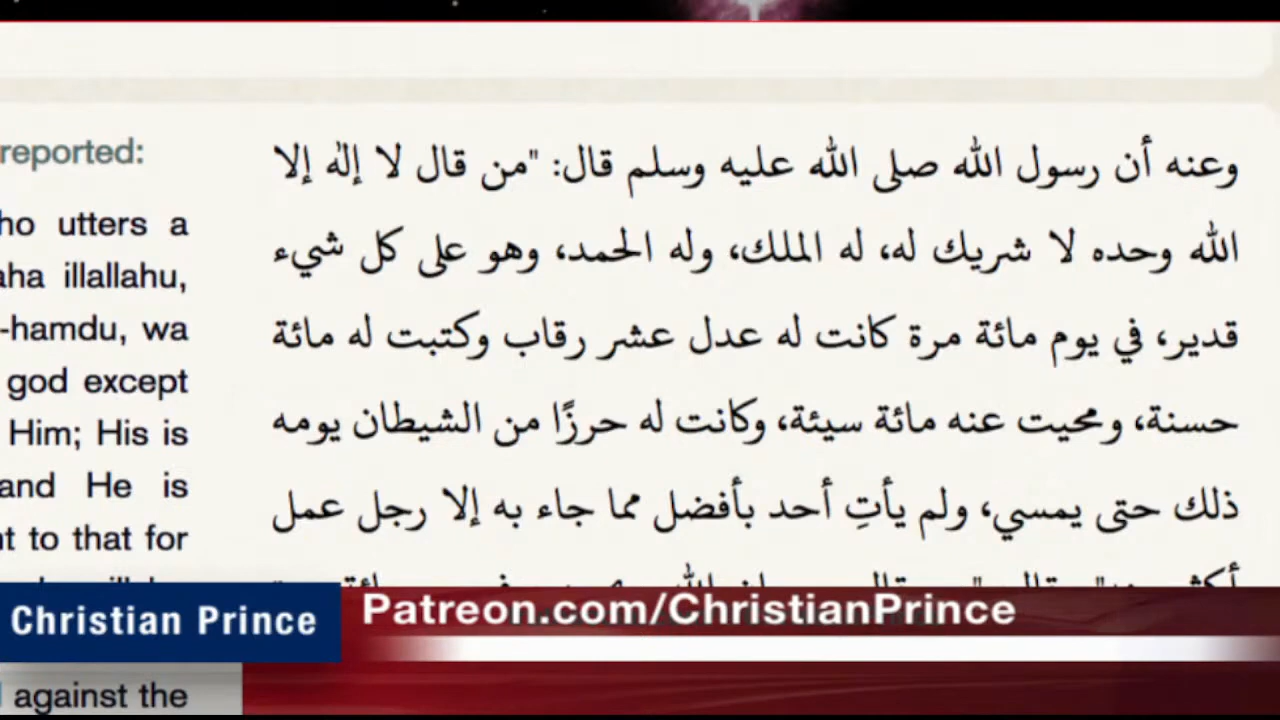 reported:
ho utters a
aha illallahu,
-hamdu, wa
god except
Him; His is
and He is
nt to that for
against the
وعنه أن رسول الله صلى الله عليه وسلم قال: "من قال لا إله إلا
الله وحده لا شريك له، له الملك، وله الحمد، وهو على كل شيء
قدير، في يوم مائة مرة كانت له عدل عشر رقاب وكتبت له مائة
حسنة، ومحيت عنه مائة سيئة، وكانت له حرزًا من الشيطان يومه
ذلك حتى يمسي، ولم يأتِ أحد بأفضل مما جاء به إلا رجل عمل
Christian Prince
Patreon.com/ChristianPrince